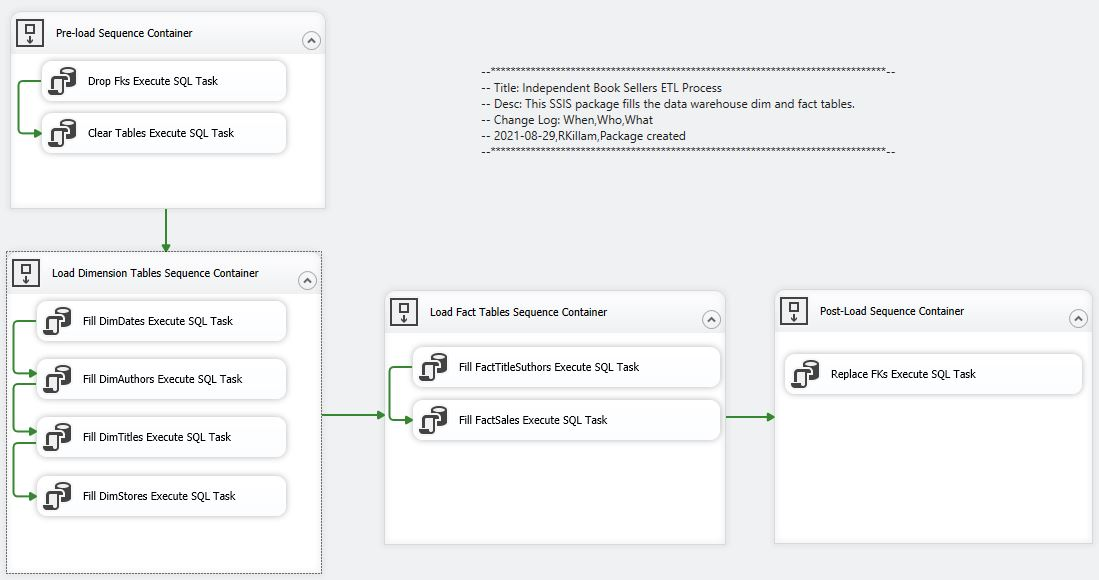 Pre-load Sequence Container
Drop Fks Execute SQL Task
Clear Tables Execute SQL Task
--*******************************************************************************--
-- Title: Independent Book Sellers ETL Process
-- Desc: This SSIS package fills the data warehouse dim and fact tables.
-- Change Log: When,Who,What
-- 2021-08-29,RKillam,Package created
--*******************************************************************************--
Load Dimension Tables Sequence Container
Fill DimDates Execute SQL Task
Fill DimAuthors Execute SQL Task
Fill DimTitles Execute SQL Task
Fill DimStores Execute SQL Task
Load Fact Tables Sequence Container
Fill FactTitleSuthors Execute SQL Task
Fill FactSales Execute SQL Task
Post-Load Sequence Container
Replace FKs Execute SQL Task